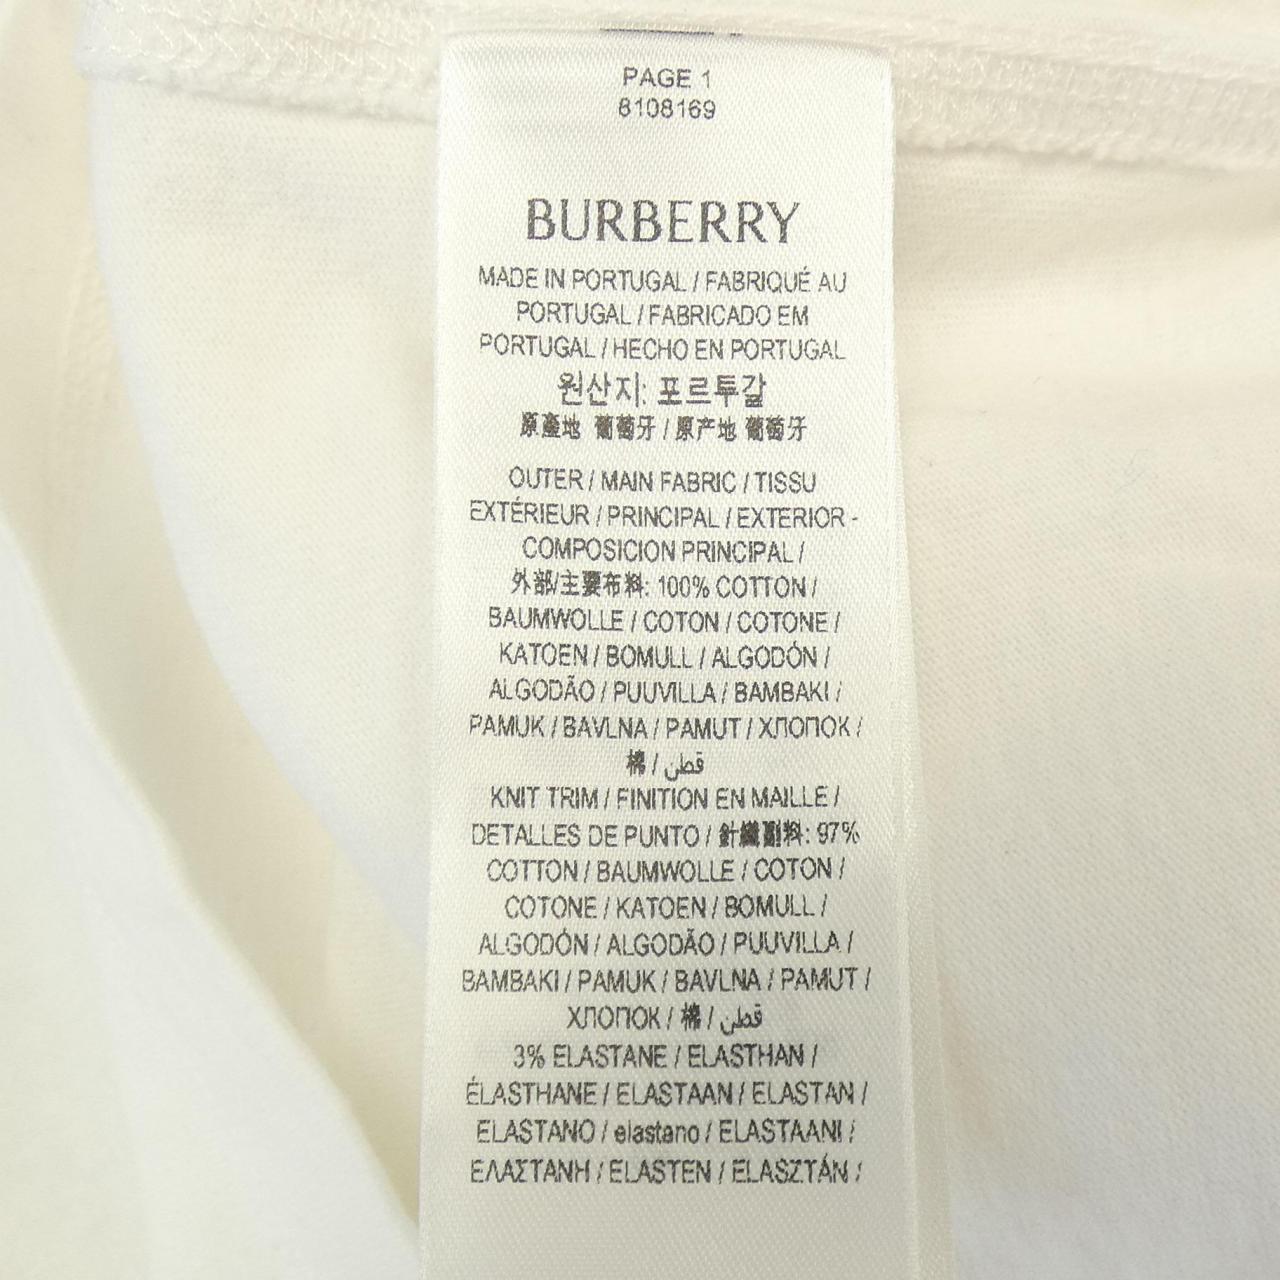 PAGE 1
8108169
BURBERRY
MADE IN PORTUGAL / FABRIQUÉ AU
PORTUGAL / FABRICADO EM
PORTUGAL / HECHO EN PORTUGAL
원산지: 포르투갈
原產地 葡萄牙 / 原产地 葡萄牙
OUTER / MAIN FABRIC / TISSU
EXTÉRIEUR / PRINCIPAL / EXTERIOR -
COMPOSICION PRINCIPAL /
外部/主要布料: 100% COTTON /
BAUMWOLLE / COTON / COTONE /
KATOEN / BOMULL / ALGODÓN /
ALGODÃO / PUUVILLA / BAMBAKI /
PAMUK / BAVLNA / PAMUT / ХЛОПОК /
棉 / قطن
KNIT TRIM / FINITION EN MAILLE /
DETALLES DE PUNTO / 針織副料: 97%
COTTON / BAUMWOLLE / COTON /
COTONE / KATOEN / BOMULL /
ALGODÓN / ALGODÃO / PUUVILLA /
BAMBAKI / PAMUK / BAVLNA / PAMUT /
ХЛОПОК / 棉 / قطن
3% ELASTANE / ELASTHAN /
ÉLASTHANE / ELASTAAN / ELASTAN /
ELASTANO / elastano / ELASTAANI /
ΕΛΑΣΤΑΝΗ / ELASTEN / ELASZTÁN /